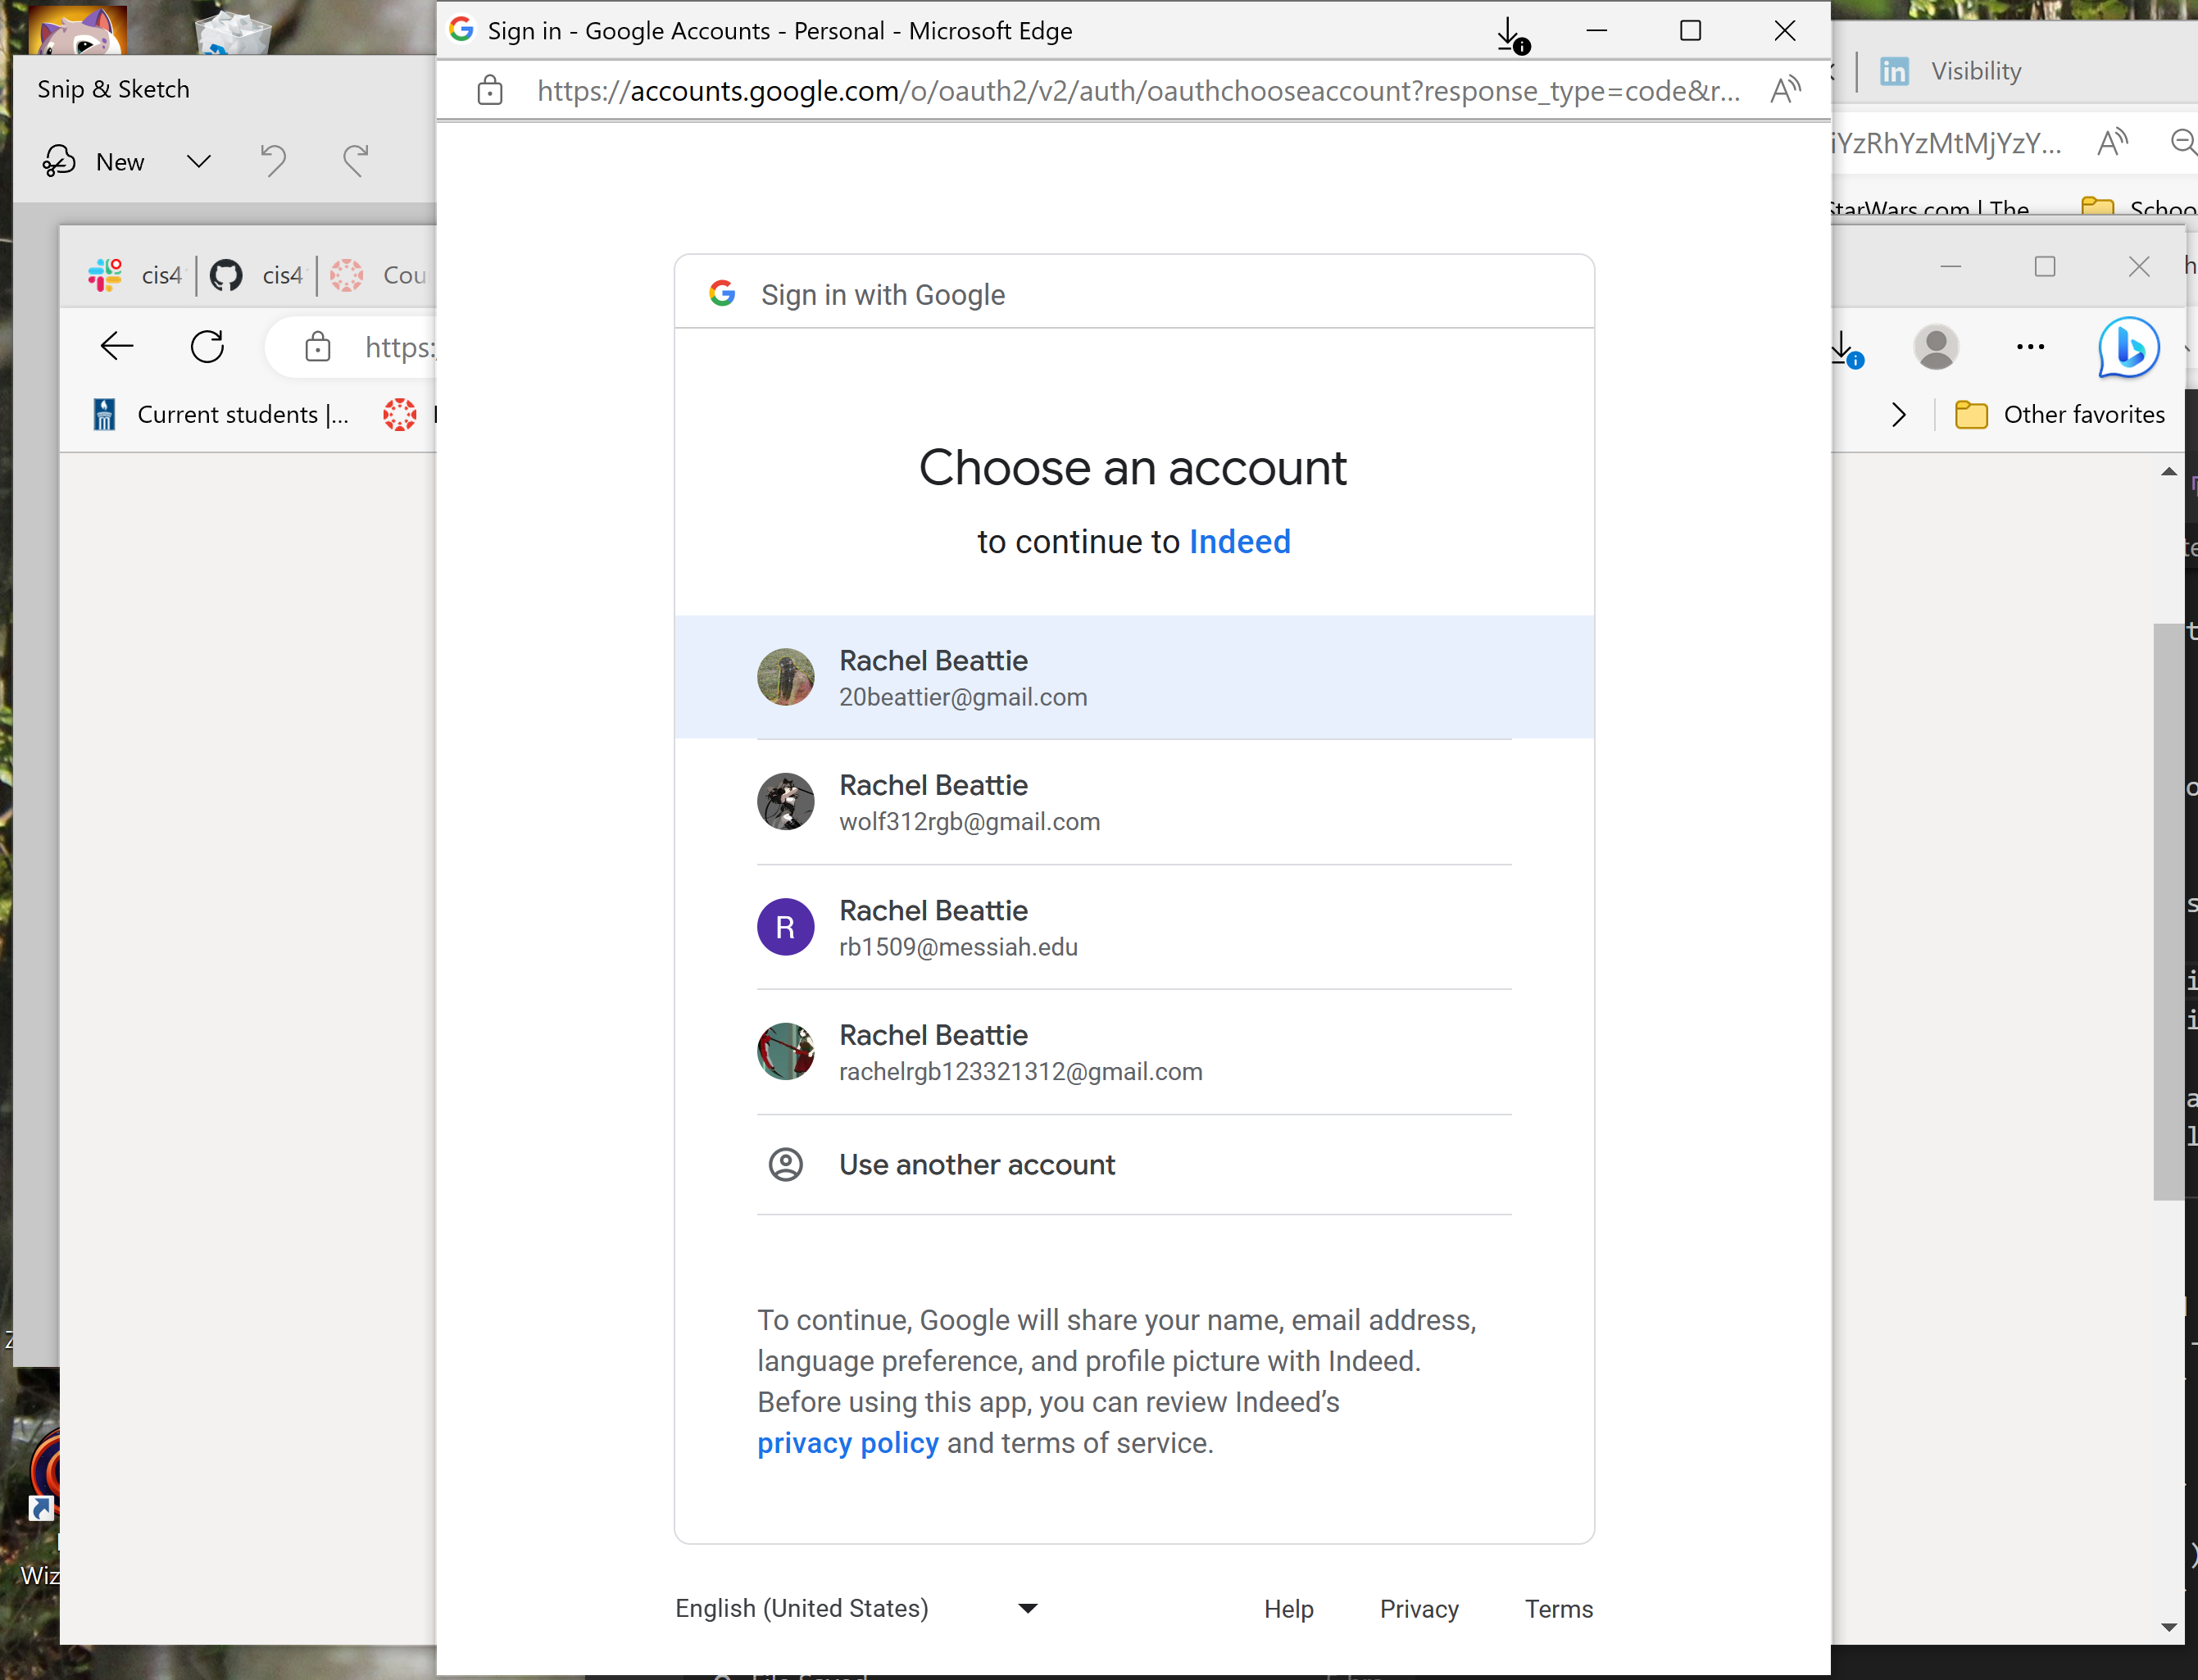 Sign in - Google Accounts - Personal - Microsoft Edge
https://accounts.google.com/o/oauth2/v2/auth/oauthchooseaccount?response_type=code&r...
Snip & Sketch
New
Visibility
iYzRhYzMtMjYzY...
StarWars.com | The
Schoo
cis4
cis4
Cou
https:
Current students |...
Other favorites
Sign in with Google
Choose an account
to continue to Indeed
Rachel Beattie
20beattier@gmail.com
Rachel Beattie
wolf312rgb@gmail.com
R
Rachel Beattie
rb1509@messiah.edu
Rachel Beattie
rachelrgb123321312@gmail.com
Use another account
To continue, Google will share your name, email address,
language preference, and profile picture with Indeed.
Before using this app, you can review Indeed’s
privacy policy and terms of service.
English (United States)
Help
Privacy
Terms
Wiz